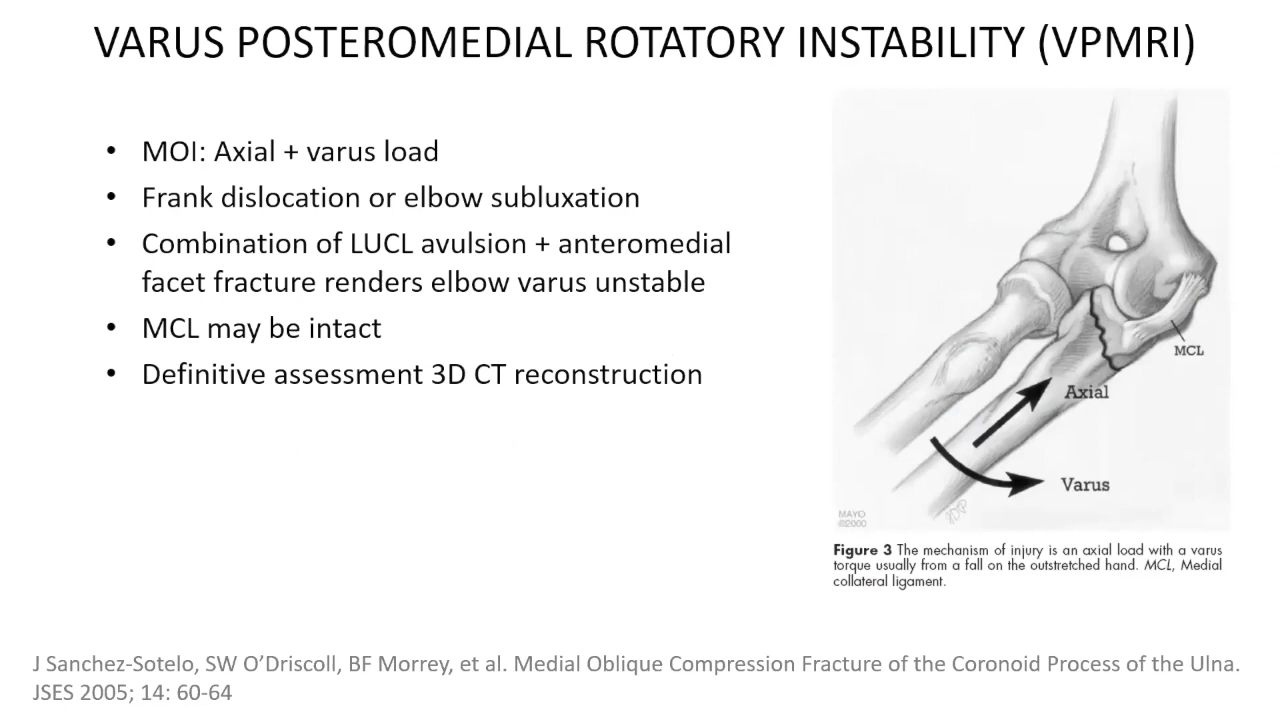 VARUS POSTEROMEDIAL ROTATORY INSTABILITY (VPMRI)
• MOI: Axial + varus load
• Frank dislocation or elbow subluxation
• Combination of LUCL avulsion + anteromedial
facet fracture renders elbow varus unstable
• MCL may be intact
• Definitive assessment 3D CT reconstruction
MCL
Axial
Varus
MAYO
©2000
Figure 3 The mechanism of injury is an axial load with a varus
torque usually from a fall on the outstretched hand. MCL, Medial
collateral ligament.
J Sanchez-Sotelo, SW O’Driscoll, BF Morrey, et al. Medial Oblique Compression Fracture of the Coronoid Process of the Ulna.
JSES 2005; 14: 60-64